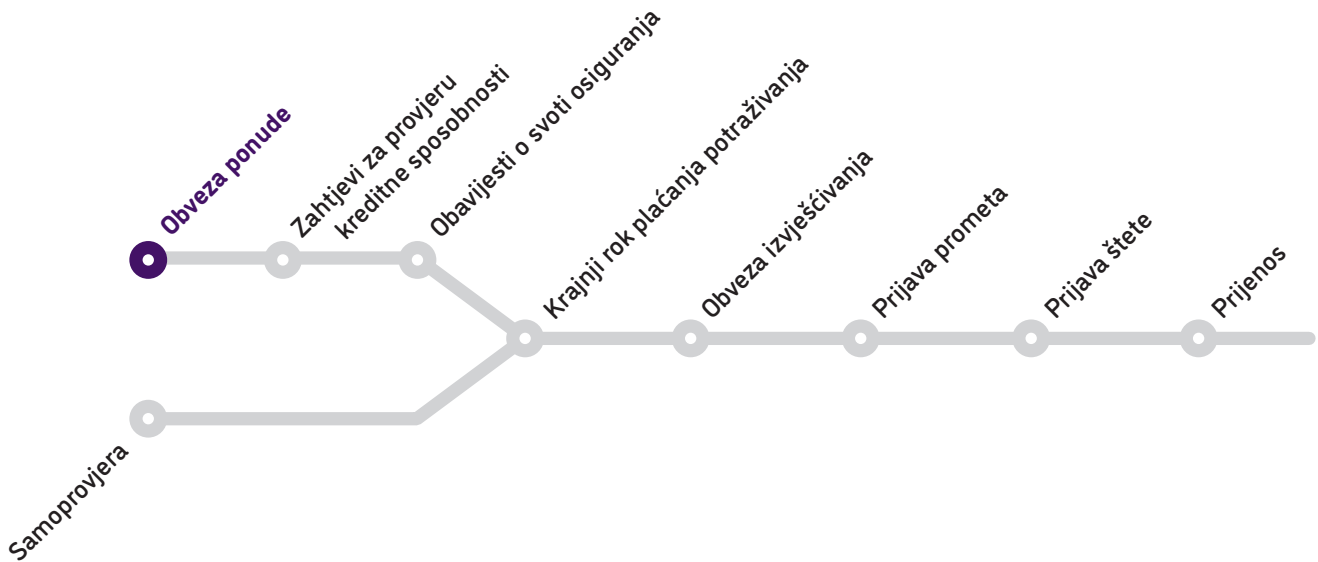 Obveza ponude
Zahtjevi za provjeru
kreditne sposobnosti
Obavijesti o svoti osiguranja
Krajnji rok plaćanja potraživanja
Obveza izvješćivanja
Prijava prometa
Prijava štete
Prijenos
Samoprovjera